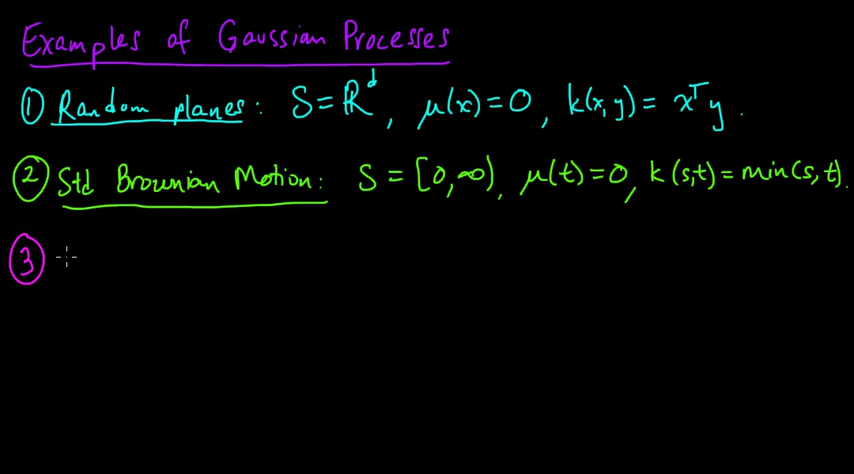 Examples of Gaussian Processes
① Random planes: S = ℝᵈ, μ(x) = 0, k(x,y) = xᵀy.
② Std Brownian Motion: S = [0,∞), μ(t) = 0, k(s,t) = min(s,t).
③